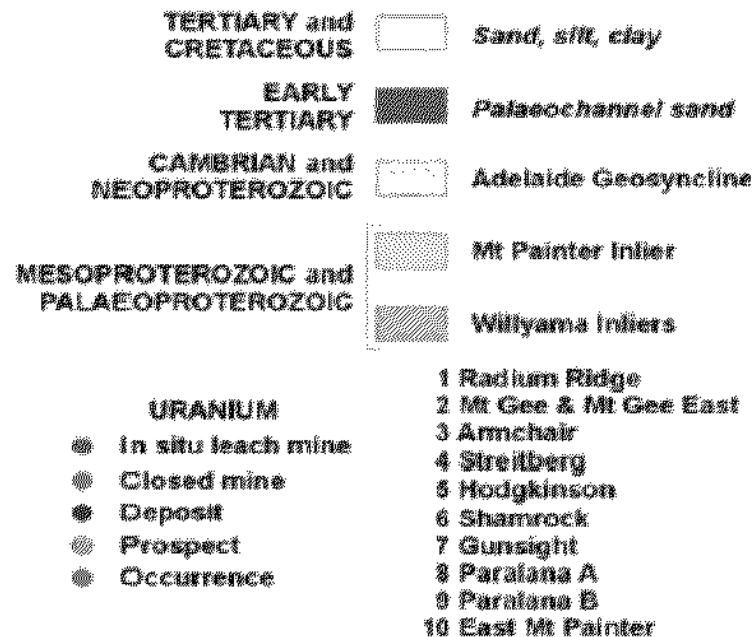 TERTIARY and
CRETACEOUS
Sand, silt, clay
EARLY
TERTIARY
Palaeochannel sand
CAMBRIAN and
NEOPROTEROZOIC
Adelaide Geosyncline
MESOPROTEROZOIC and
PALAEOPROTEROZOIC
Mt Painter Inlier
Willyama Inliers
URANIUM
In situ leach mine
Closed mine
Deposit
Prospect
Occurrence
1 Radium Ridge
2 Mt Gee & Mt Gee East
3 Armchair
4 Streitberg
5 Hodgkinson
6 Shamrock
7 Gunsight
8 Paralana A
9 Paralana B
10 East Mt Painter